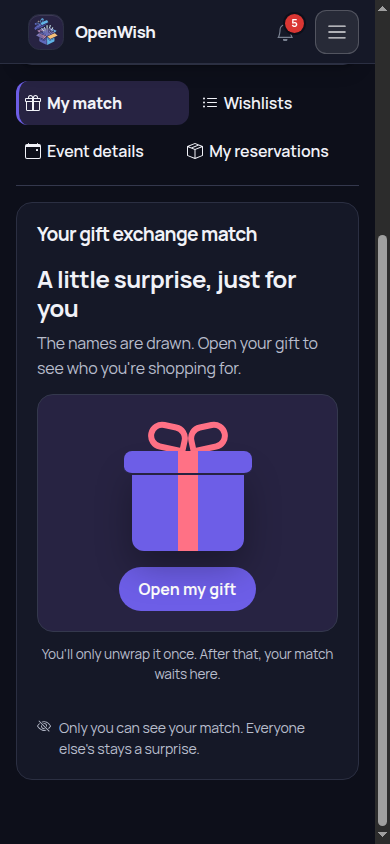 OpenWish
5
My match
Wishlists
Event details
My reservations
Your gift exchange match
A little surprise, just for
you
The names are drawn. Open your gift to
see who you're shopping for.
Open my gift
You'll only unwrap it once. After that, your match
waits here.
Only you can see your match. Everyone
else's stays a surprise.